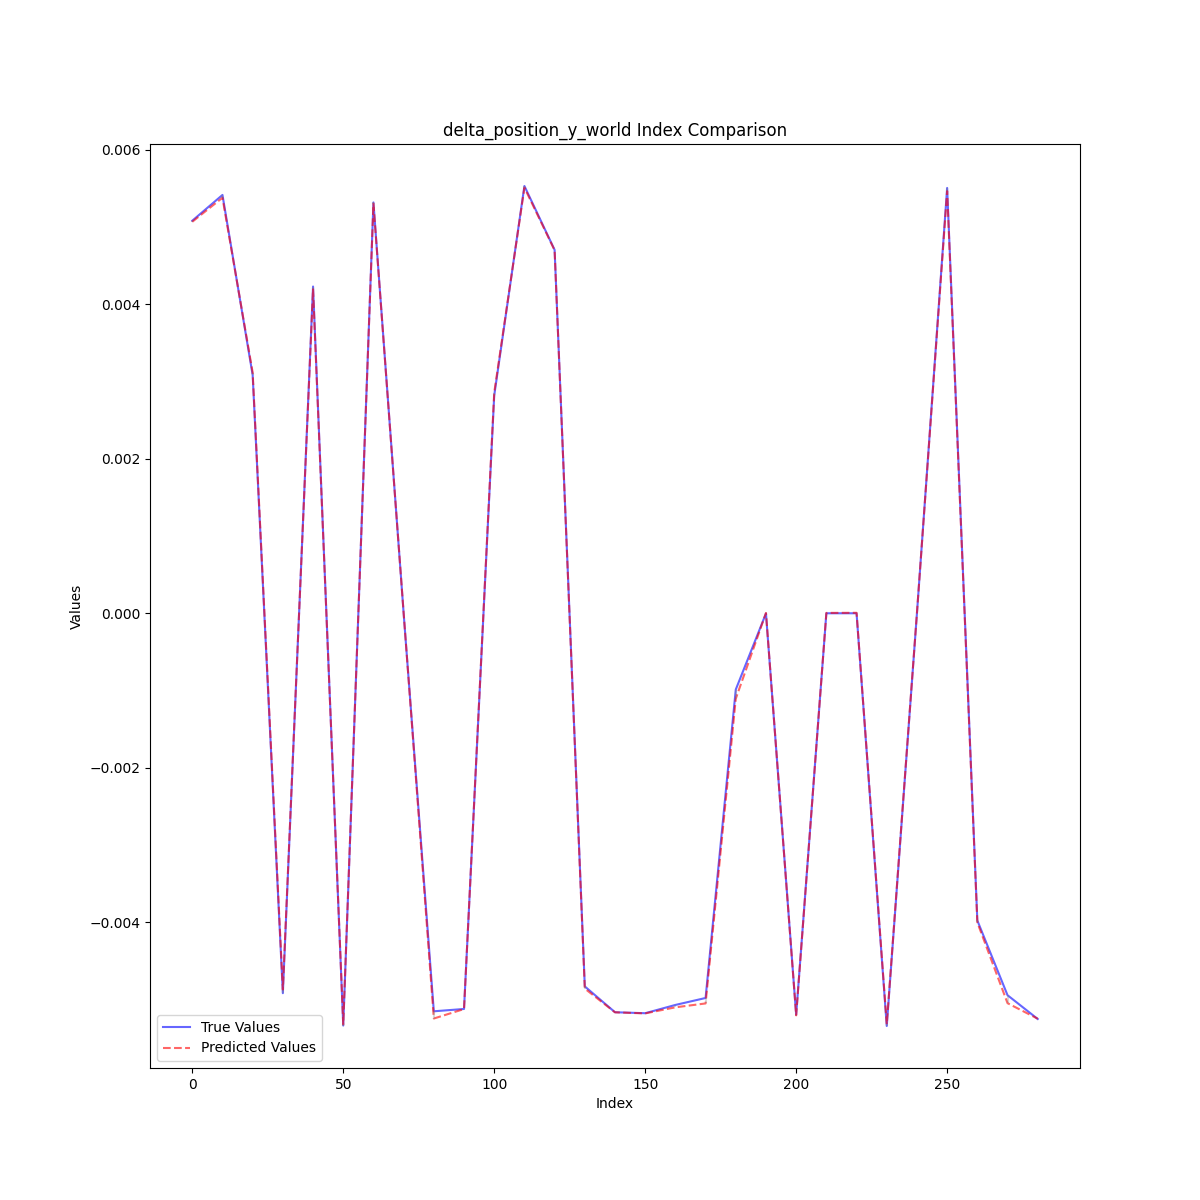 delta_position_y_world Index Comparison
0.006
0.004
0.002
0.000
−0.002
−0.004
Values
True Values
Predicted Values
0 50 100 150 200 250
Index